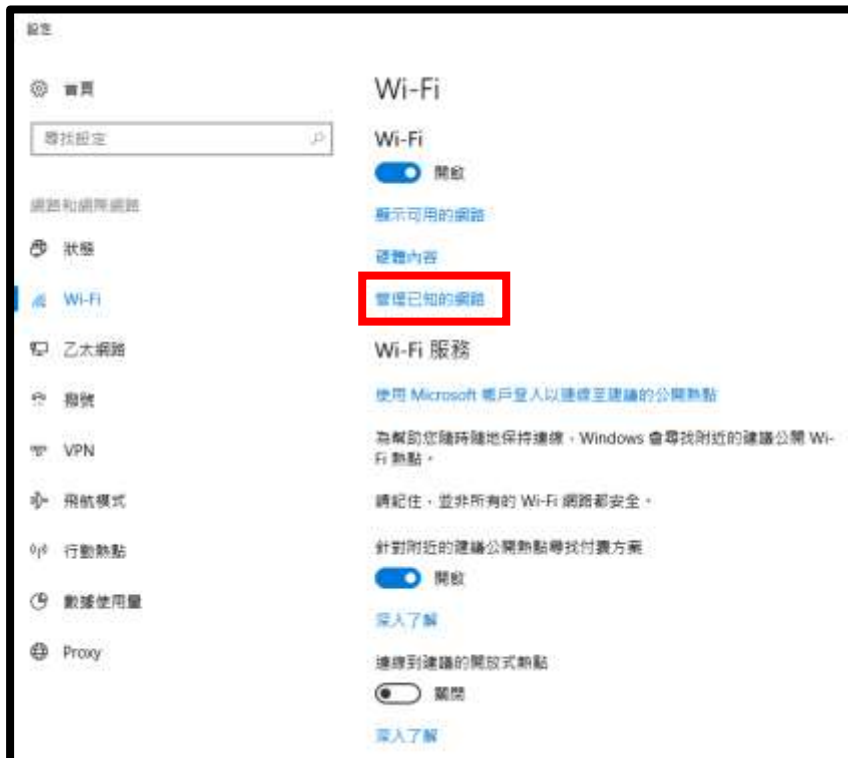 設定
首頁
尋找設定
網路和網際網路
狀態
Wi-Fi
乙太網路
撥號
VPN
飛航模式
行動熱點
數據使用量
Proxy
Wi-Fi
Wi-Fi
開啟
顯示可用的網路
硬體內容
管理已知的網路
Wi-Fi 服務
使用 Microsoft 帳戶登入以連線至建議的公開熱點
為幫助您隨時隨地保持連線，Windows 會尋找附近的建議公開 Wi-
Fi 熱點。
請記住，並非所有的 Wi-Fi 網路都安全。
針對附近的建議公開熱點尋找付費方案
開啟
深入了解
連線到建議的開放式熱點
關閉
深入了解